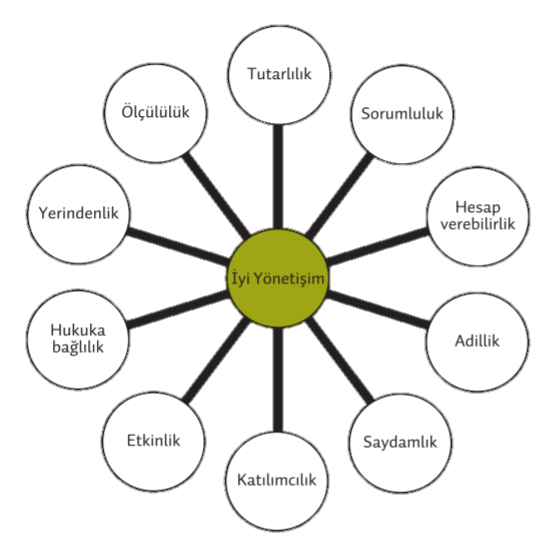 Tutarlılık
Ölçülülük
Sorumluluk
Yerindenlik
Hesap
verebilirlik
İyi Yönetişim
Hukuka
bağlılık
Adillik
Etkinlik
Saydamlık
Katılımcılık